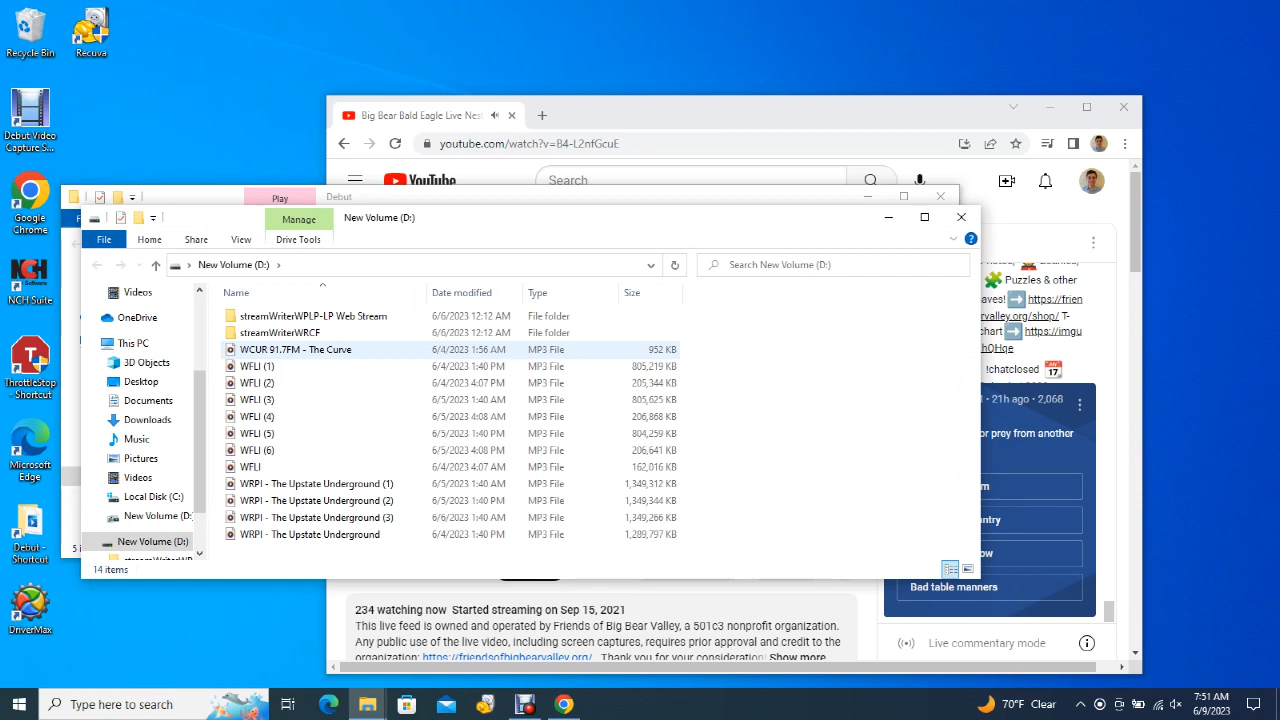 Recycle Bin
Recuva
Debut Video
Capture S...
Google
Chrome
NCH
NCH Suite
ThrottleStop
- Shortcut
Microsoft
Edge
Debut -
Shortcut
DriverMax
Big Bear Bald Eagle Live Nest
youtube.com/watch?v=B4-L2nfGcuE
YouTube
Search
Play
Debut
Manage
New Volume (D:)
File
Home
Share
View
Drive Tools
New Volume (D:)
Search New Volume (D:)
Name
Date modified
Type
Size
Videos
OneDrive
This PC
3D Objects
Desktop
Documents
Downloads
Music
Pictures
Videos
Local Disk (C:)
New Volume (D:
New Volume (D:)
streamWriterWPLP-LP Web Stream 6/6/2023 12:12 AM File folder
streamWriterWRCF 6/6/2023 12:12 AM File folder
WCUR 91.7FM - The Curve 6/4/2023 1:56 AM MP3 File 952 KB
WFLI (1) 6/4/2023 1:40 PM MP3 File 805,219 KB
WFLI (2) 6/4/2023 4:07 PM MP3 File 205,344 KB
WFLI (3) 6/5/2023 1:40 AM MP3 File 805,625 KB
WFLI (4) 6/5/2023 4:08 AM MP3 File 206,868 KB
WFLI (5) 6/5/2023 1:40 PM MP3 File 804,259 KB
WFLI (6) 6/5/2023 4:08 PM MP3 File 206,641 KB
WFLI 6/4/2023 4:07 AM MP3 File 162,016 KB
WRPI - The Upstate Underground (1) 6/5/2023 1:40 AM MP3 File 1,349,312 KB
WRPI - The Upstate Underground (2) 6/5/2023 1:40 PM MP3 File 1,349,344 KB
WRPI - The Upstate Underground (3) 6/6/2023 1:40 AM MP3 File 1,349,266 KB
WRPI - The Upstate Underground 6/4/2023 1:40 PM MP3 File 1,289,797 KB
14 items
5 i
Puzzles & other
aves! https://frien
ervalley.org/shop/ T-
chart https://imgu
!chatclosed
21h ago • 2,068
or prey from another
Bad table manners
Live commentary mode
234 watching now Started streaming on Sep 15, 2021
This live feed is owned and operated by Friends of Big Bear Valley, a 501c3 nonprofit organization.
Any public use of the live video, including screen captures, requires prior approval and credit to the
organization: https://friendsofbigbearvalley.org/ Thank you for your consideration Show more
Type here to search
70°F Clear
7:51 AM
6/9/2023